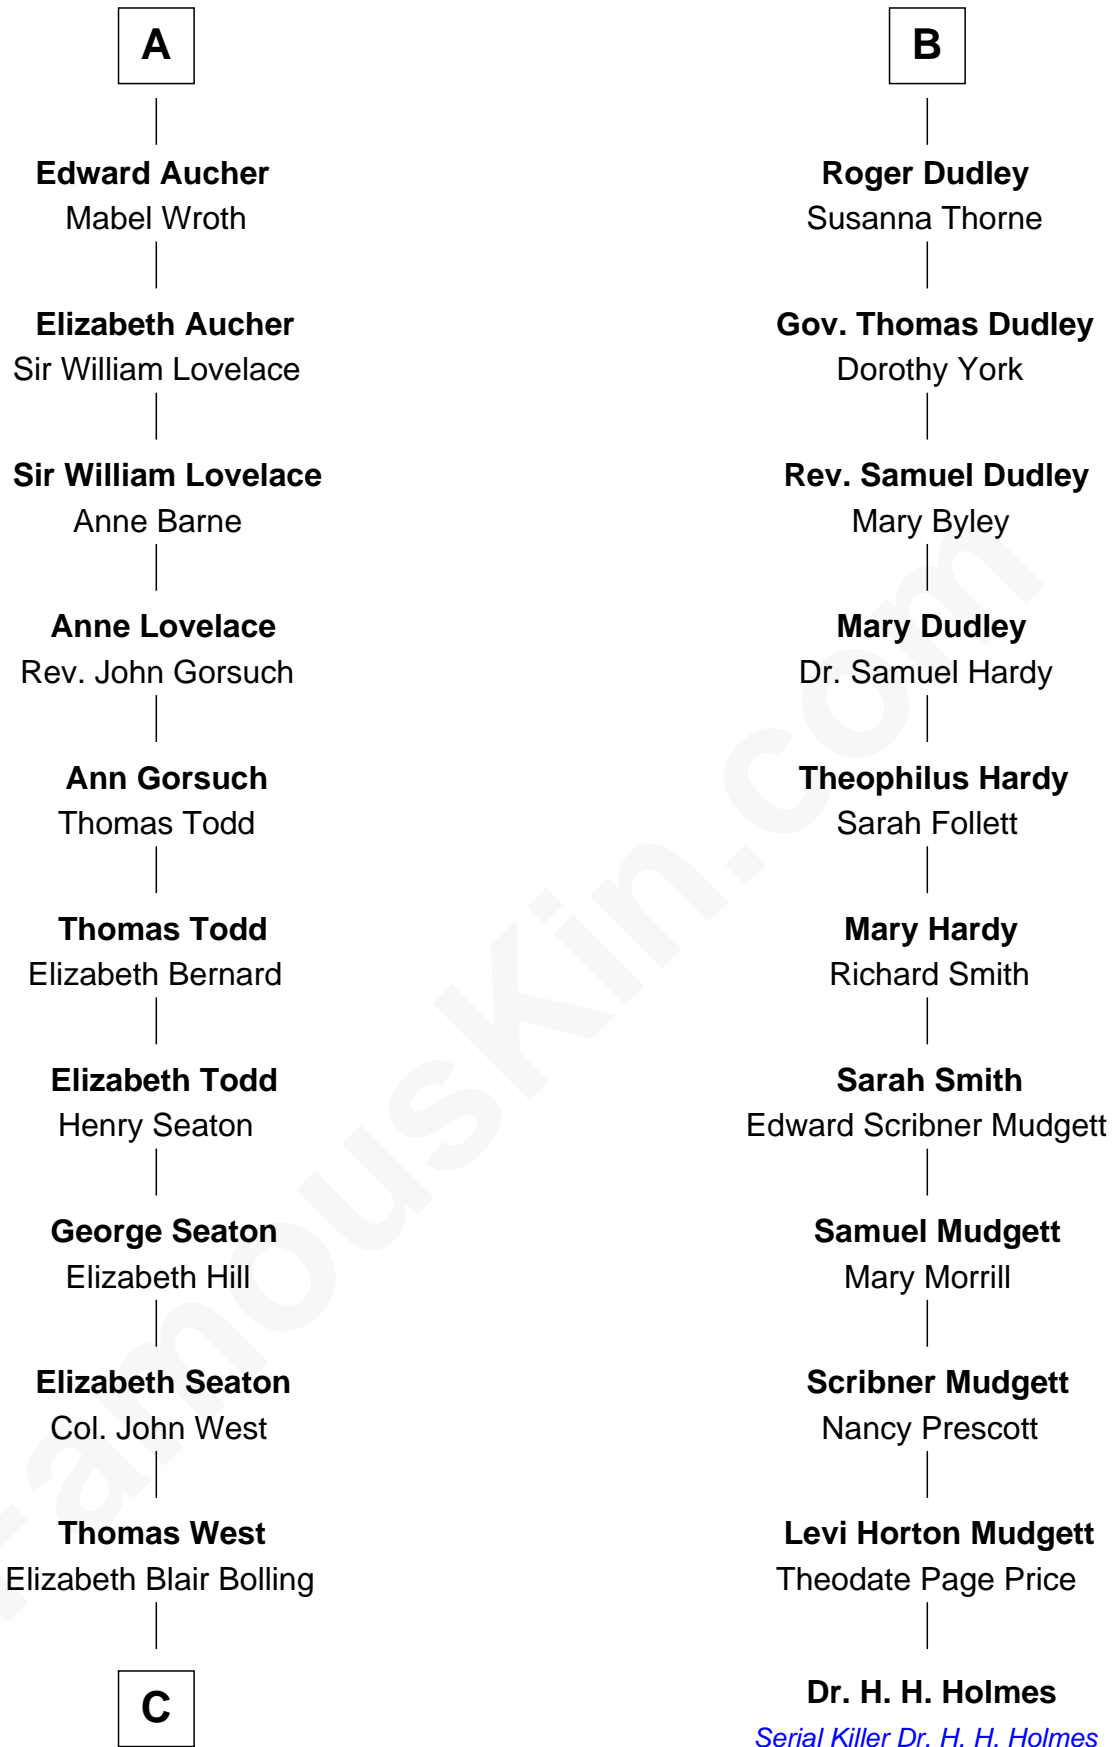 A
Edward Aucher
Mabel Wroth
Elizabeth Aucher
Sir William Lovelace
Sir William Lovelace
Anne Barne
Anne Lovelace
Rev. John Gorsuch
Ann Gorsuch
Thomas Todd
Thomas Todd
Elizabeth Bernard
Elizabeth Todd
Henry Seaton
George Seaton
Elizabeth Hill
Elizabeth Seaton
Col. John West
Thomas West
Elizabeth Blair Bolling
C
B
Roger Dudley
Susanna Thorne
Gov. Thomas Dudley
Dorothy York
Rev. Samuel Dudley
Mary Byley
Mary Dudley
Dr. Samuel Hardy
Theophilus Hardy
Sarah Follett
Mary Hardy
Richard Smith
Sarah Smith
Edward Scribner Mudgett
Samuel Mudgett
Mary Morrill
Scribner Mudgett
Nancy Prescott
Levi Horton Mudgett
Theodate Page Price
Dr. H. H. Holmes
Serial Killer Dr. H. H. Holmes
FamousKin.com